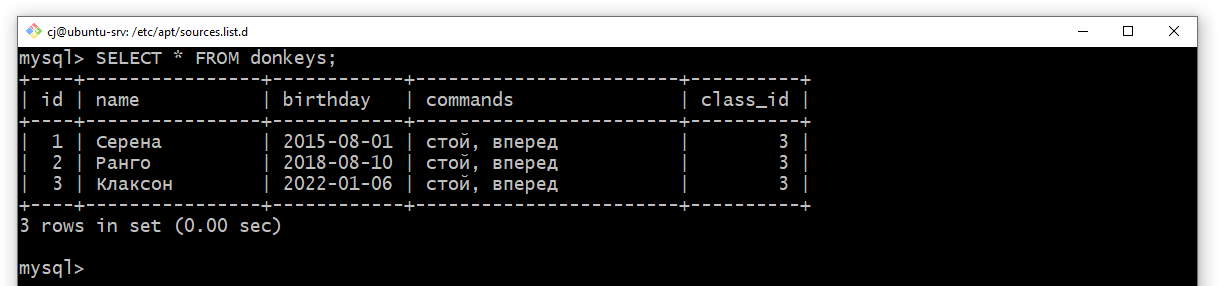 cj@ubuntu-srv: /etc/apt/sources.list.d
mysql> SELECT * FROM donkeys;
+----+----------------+------------+------------------------+----------+
| id | name           | birthday   | commands               | class_id |
+----+----------------+------------+------------------------+----------+
|  1 | Серена         | 2015-08-01 | стой, вперед           |        3 |
|  2 | Ранго          | 2018-08-10 | стой, вперед           |        3 |
|  3 | Клаксон        | 2022-01-06 | стой, вперед           |        3 |
+----+----------------+------------+------------------------+----------+
3 rows in set (0.00 sec)
mysql>